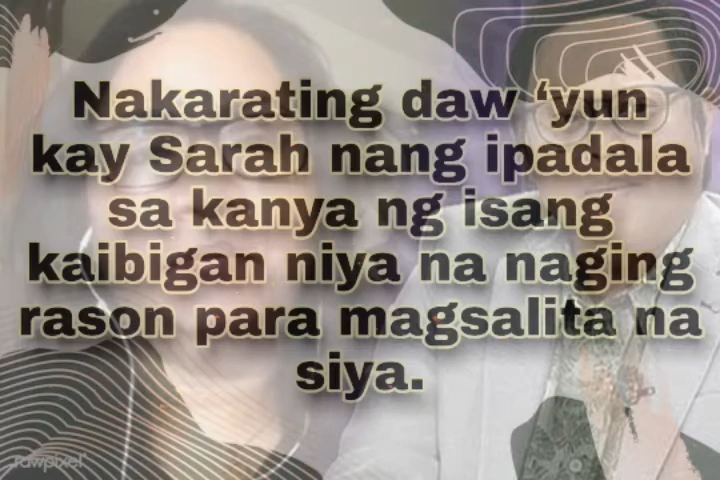 Nakarating daw ‘yun
kay Sarah nang ipadala
sa kanya ng isang
kaibigan niya na naging
rason para magsalita na
siya.
rawpixel